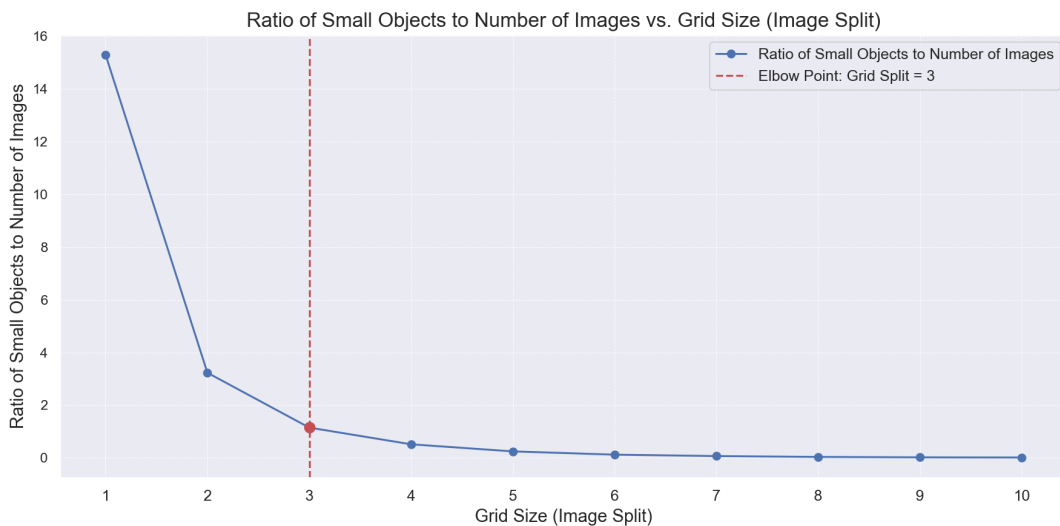 Ratio of Small Objects to Number of Images vs. Grid Size (Image Split)
Ratio of Small Objects to Number of Images
16
14
12
10
8
6
4
2
0
Ratio of Small Objects to Number of Images
Elbow Point: Grid Split = 3
1 2 3 4 5 6 7 8 9 10
Grid Size (Image Split)